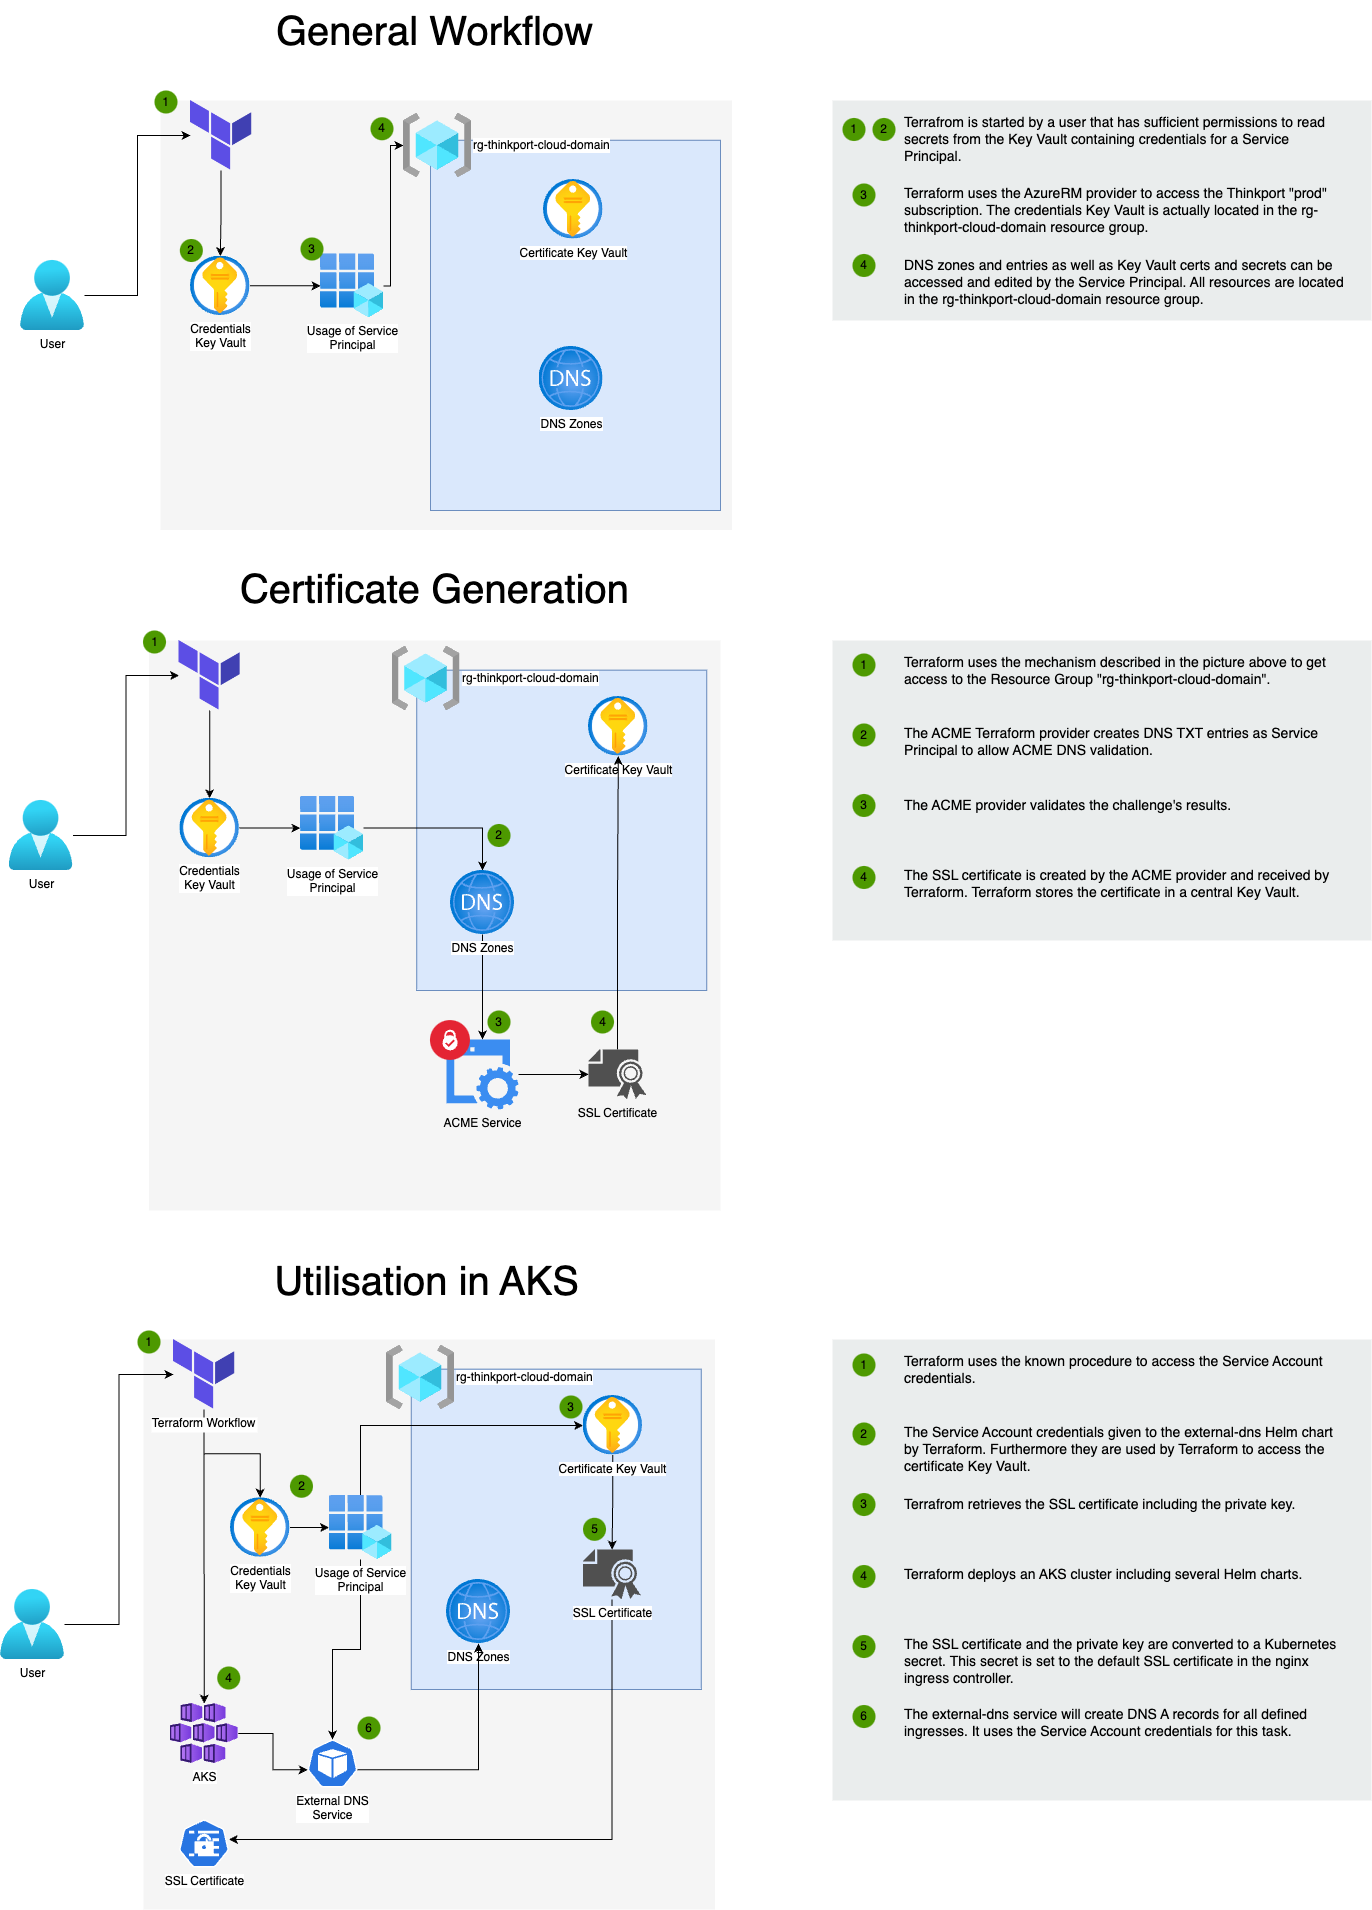 General Workflow
1
4
rg-thinkport-cloud-domain
Certificate Key Vault
2
3
Credentials
Key Vault
Usage of Service
Principal
User
DNS
DNS Zones
1 2 Terrafrom is started by a user that has sufficient permissions to read
secrets from the Key Vault containing credentials for a Service
Principal.
3 Terraform uses the AzureRM provider to access the Thinkport "prod"
subscription. The credentials Key Vault is actually located in the rg-
thinkport-cloud-domain resource group.
4 DNS zones and entries as well as Key Vault certs and secrets can be
accessed and edited by the Service Principal. All resources are located
in the rg-thinkport-cloud-domain resource group.
Certificate Generation
1
rg-thinkport-cloud-domain
Certificate Key Vault
Credentials
Key Vault
Usage of Service
Principal
User
2
DNS
DNS Zones
3
4
ACME Service
SSL Certificate
1 Terraform uses the mechanism described in the picture above to get
access to the Resource Group "rg-thinkport-cloud-domain".
2 The ACME Terraform provider creates DNS TXT entries as Service
Principal to allow ACME DNS validation.
3 The ACME provider validates the challenge's results.
4 The SSL certificate is created by the ACME provider and received by
Terraform. Terraform stores the certificate in a central Key Vault.
Utilisation in AKS
1
rg-thinkport-cloud-domain
Terraform Workflow
3
Certificate Key Vault
2
Credentials
Key Vault
Usage of Service
Principal
5
SSL Certificate
DNS
DNS Zones
User
4
AKS
6
External DNS
Service
SSL Certificate
1 Terraform uses the known procedure to access the Service Account
credentials.
2 The Service Account credentials given to the external-dns Helm chart
by Terraform. Furthermore they are used by Terraform to access the
certificate Key Vault.
3 Terrafrom retrieves the SSL certificate including the private key.
4 Terraform deploys an AKS cluster including several Helm charts.
5 The SSL certificate and the private key are converted to a Kubernetes
secret. This secret is set to the default SSL certificate in the nginx
ingress controller.
6 The external-dns service will create DNS A records for all defined
ingresses. It uses the Service Account credentials for this task.